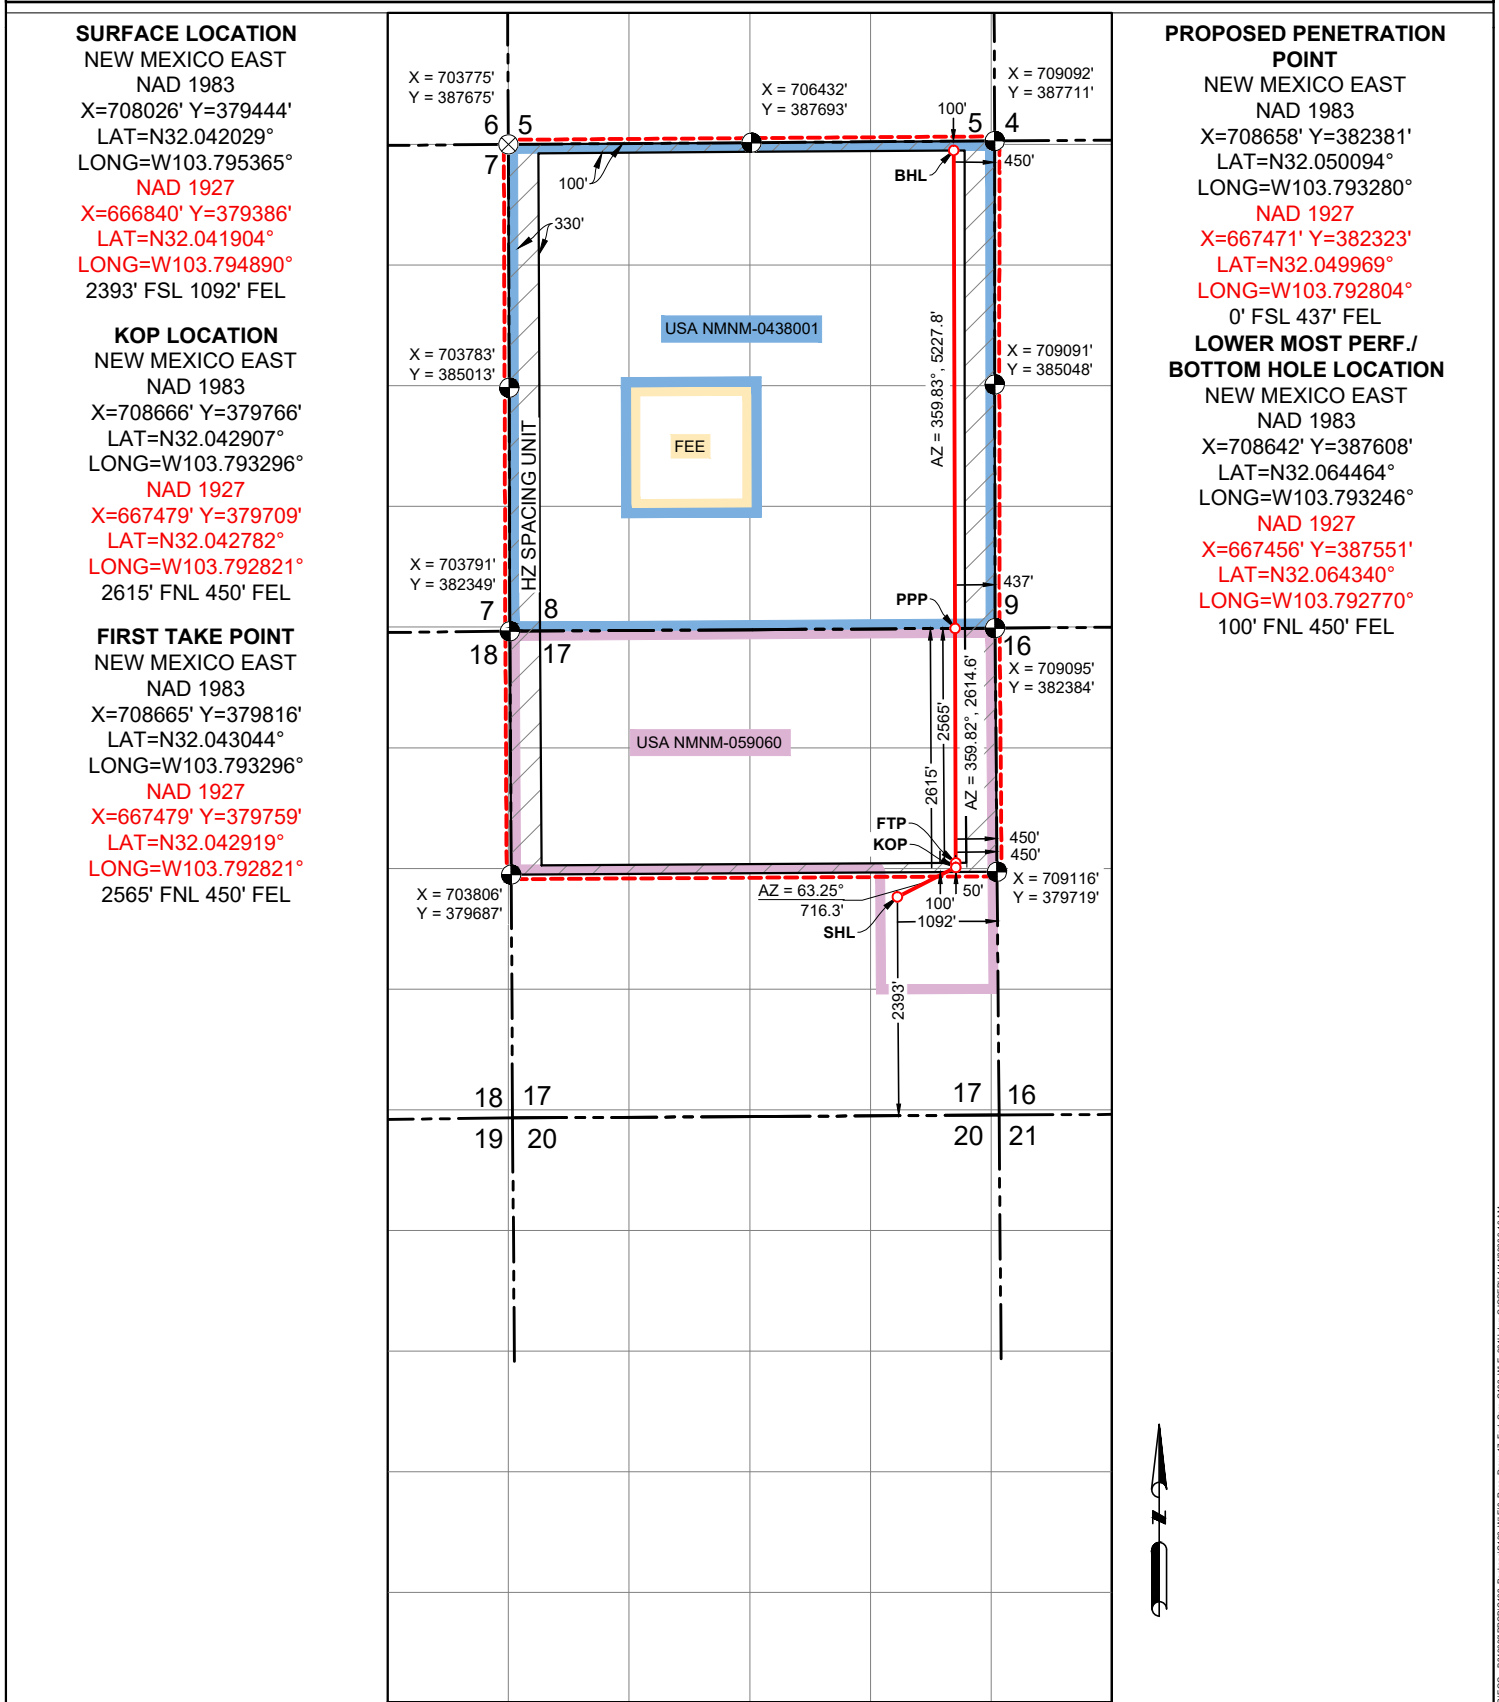 SURFACE LOCATION
NEW MEXICO EAST
NAD 1983
X=708026' Y=379444'
LAT=N32.042029°
LONG=W103.795365°
NAD 1927
X=666840' Y=379386'
LAT=N32.041904°
LONG=W103.794890°
2393' FSL 1092' FEL
KOP LOCATION
NEW MEXICO EAST
NAD 1983
X=708666' Y=379766'
LAT=N32.042907°
LONG=W103.793296°
NAD 1927
X=667479' Y=379709'
LAT=N32.042782°
LONG=W103.792821°
2615' FNL 450' FEL
FIRST TAKE POINT
NEW MEXICO EAST
NAD 1983
X=708665' Y=379816'
LAT=N32.043044°
LONG=W103.793296°
NAD 1927
X=667479' Y=379759'
LAT=N32.042919°
LONG=W103.792821°
2565' FNL 450' FEL
X = 703775'
Y = 387675'
X = 706432'
Y = 387693'
X = 709092'
Y = 387711'
100'
6 5
5 4
7
450'
BHL
100'
330'
USA NMNM-0438001
AZ = 359.83°, 5227.8'
X = 703783'
Y = 385013'
X = 709091'
Y = 385048'
FEE
HZ SPACING UNIT
X = 703791'
Y = 382349'
437'
PPP
7 8
9
18 17
16
X = 709095'
Y = 382384'
USA NMNM-059060
2615'
2565'
AZ = 359.82°, 2614.6'
FTP
KOP
450'
450'
X = 703806'
Y = 379687'
AZ = 63.25°
716.3'
50'
100'
X = 709116'
Y = 379719'
1092'
SHL
2393'
18 17
17 16
19 20
20 21
PROPOSED PENETRATION
POINT
NEW MEXICO EAST
NAD 1983
X=708658' Y=382381'
LAT=N32.050094°
LONG=W103.793280°
NAD 1927
X=667471' Y=382323'
LAT=N32.049969°
LONG=W103.792804°
0' FSL 437' FEL
LOWER MOST PERF./
BOTTOM HOLE LOCATION
NEW MEXICO EAST
NAD 1983
X=708642' Y=387608'
LAT=N32.064464°
LONG=W103.793246°
NAD 1927
X=667456' Y=387551'
LAT=N32.064340°
LONG=W103.792770°
100' FNL 450' FEL
Z